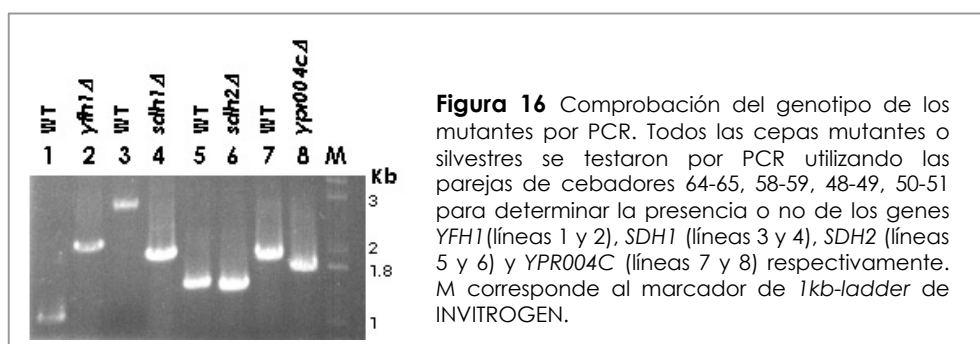 WT
yfh1Δ
WT
sdh1Δ
WT
sdh2Δ
WT
ypr004cΔ
1 2 3 4 5 6 7 8 M
Kb
3
2
1.8
1
Figura 16 Comprobación del genotipo de los
mutantes por PCR. Todos las cepas mutantes o
silvestres se testaron por PCR utilizando las
parejas de cebadores 64-65, 58-59, 48-49, 50-51
para determinar la presencia o no de los genes
YFH1(líneas 1 y 2), SDH1 (líneas 3 y 4), SDH2 (líneas
5 y 6) y YPR004C (líneas 7 y 8) respectivamente.
M corresponde al marcador de 1kb-ladder de
INVITROGEN.